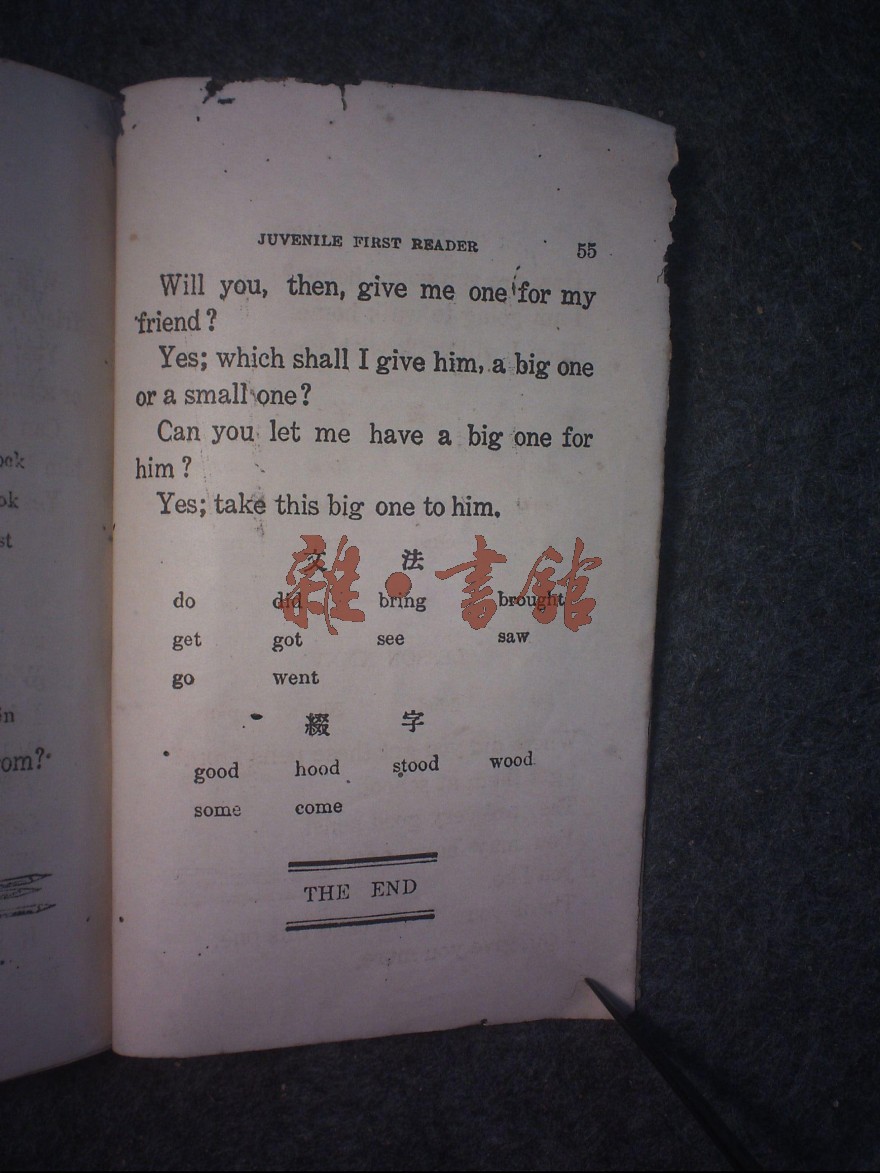 JUVENILE FIRST READER 55
Will you, then, give me one for my
friend?
Yes; which shall I give him, a big one
or a small one?
Can you let me have a big one for
him?
Yes; take this big one to him.
文 法
雜·書館
do did bring brought
get got see saw
go went
綴 字
good hood stood wood
some come
THE END
ok
st
om?